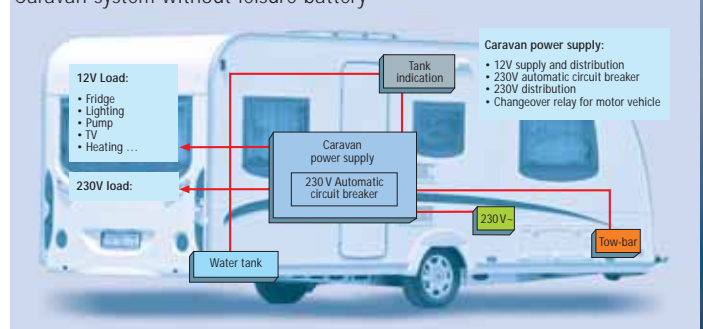 Caravan system without leisure battery
Caravan power supply:
• 12V supply and distribution
• 230V automatic circuit breaker
• 230V distribution
• Changeover relay for motor vehicle
Tank
indication
12V Load:
• Fridge
• Lighting
• Pump
• TV
• Heating ...
230V load:
Caravan
power supply
230 V Automatic
circuit breaker
230V~
Tow-bar
Water tank